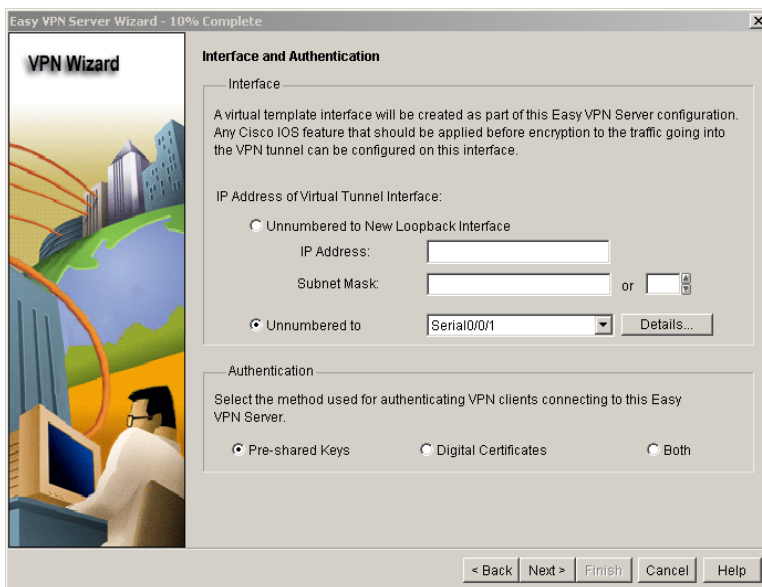 Easy VPN Server Wizard - 10% Complete
VPN Wizard
Interface and Authentication
Interface
A virtual template interface will be created as part of this Easy VPN Server configuration.
Any Cisco IOS feature that should be applied before encryption to the traffic going into
the VPN tunnel can be configured on this interface.
IP Address of Virtual Tunnel Interface:
Unnumbered to New Loopback Interface
IP Address:
Subnet Mask: or
Unnumbered to Serial0/0/1 Details...
Authentication
Select the method used for authenticating VPN clients connecting to this Easy
VPN Server.
Pre-shared Keys Digital Certificates Both
< Back Next > Finish Cancel Help